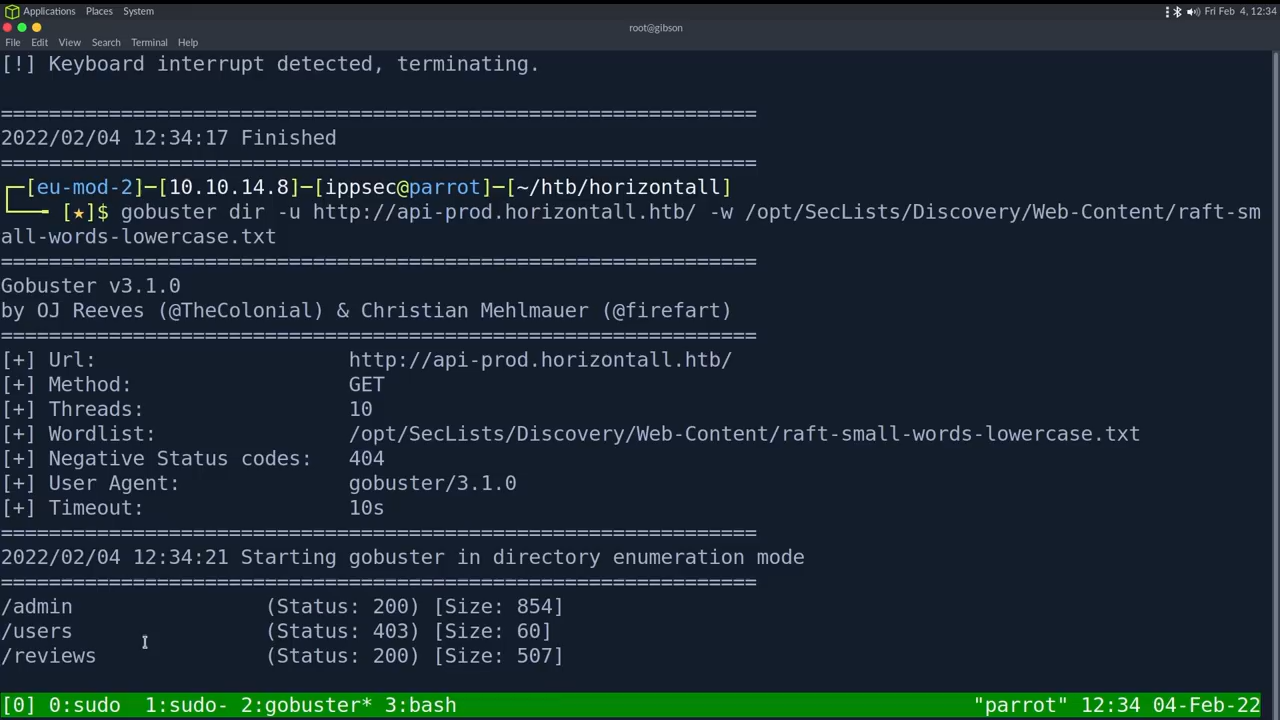 Applications Places System Fri Feb 4, 12:34
root@gibson
File Edit View Search Terminal Help
[!] Keyboard interrupt detected, terminating.
===============================================================
2022/02/04 12:34:17 Finished
===============================================================
┌─[eu-mod-2]─[10.10.14.8]─[ippsec@parrot]─[~/htb/horizontall]
└──╼ [★]$ gobuster dir -u http://api-prod.horizontall.htb/ -w /opt/SecLists/Discovery/Web-Content/raft-sm
all-words-lowercase.txt
===============================================================
Gobuster v3.1.0
by OJ Reeves (@TheColonial) & Christian Mehlmauer (@firefart)
===============================================================
[+] Url:                     http://api-prod.horizontall.htb/
[+] Method:                  GET
[+] Threads:                 10
[+] Wordlist:                /opt/SecLists/Discovery/Web-Content/raft-small-words-lowercase.txt
[+] Negative Status codes:   404
[+] User Agent:              gobuster/3.1.0
[+] Timeout:                 10s
===============================================================
2022/02/04 12:34:21 Starting gobuster in directory enumeration mode
===============================================================
/admin                (Status: 200) [Size: 854]
/users                (Status: 403) [Size: 60]
/reviews              (Status: 200) [Size: 507]
[0] 0:sudo  1:sudo- 2:gobuster* 3:bash "parrot" 12:34 04-Feb-22